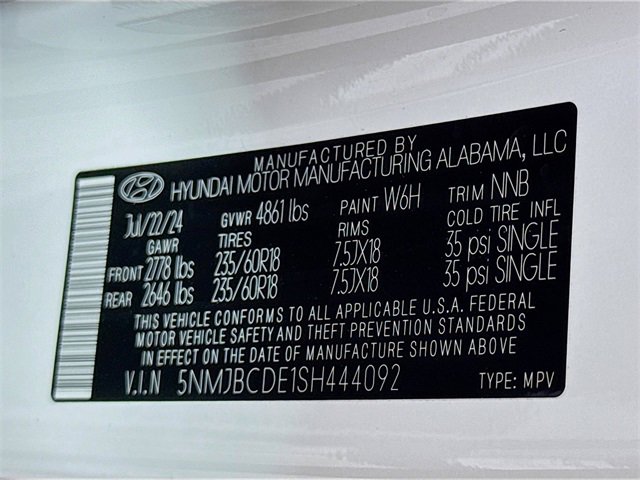 MANUFACTURED BY
HYUNDAI MOTOR MANUFACTURING ALABAMA, LLC
Jul/22/24 GVWR 4861 lbs PAINT W6H TRIM NNB
GAWR TIRES RIMS COLD TIRE INFL
FRONT 2778 lbs 235/60R18 7.5JX18 35 psi SINGLE
REAR 2646 lbs 235/60R18 7.5JX18 35 psi SINGLE
THIS VEHICLE CONFORMS TO ALL APPLICABLE U.S.A. FEDERAL
MOTOR VEHICLE SAFETY AND THEFT PREVENTION STANDARDS
IN EFFECT ON THE DATE OF MANUFACTURE SHOWN ABOVE
V.I.N 5NMJBCDE1SH444092 TYPE: MPV